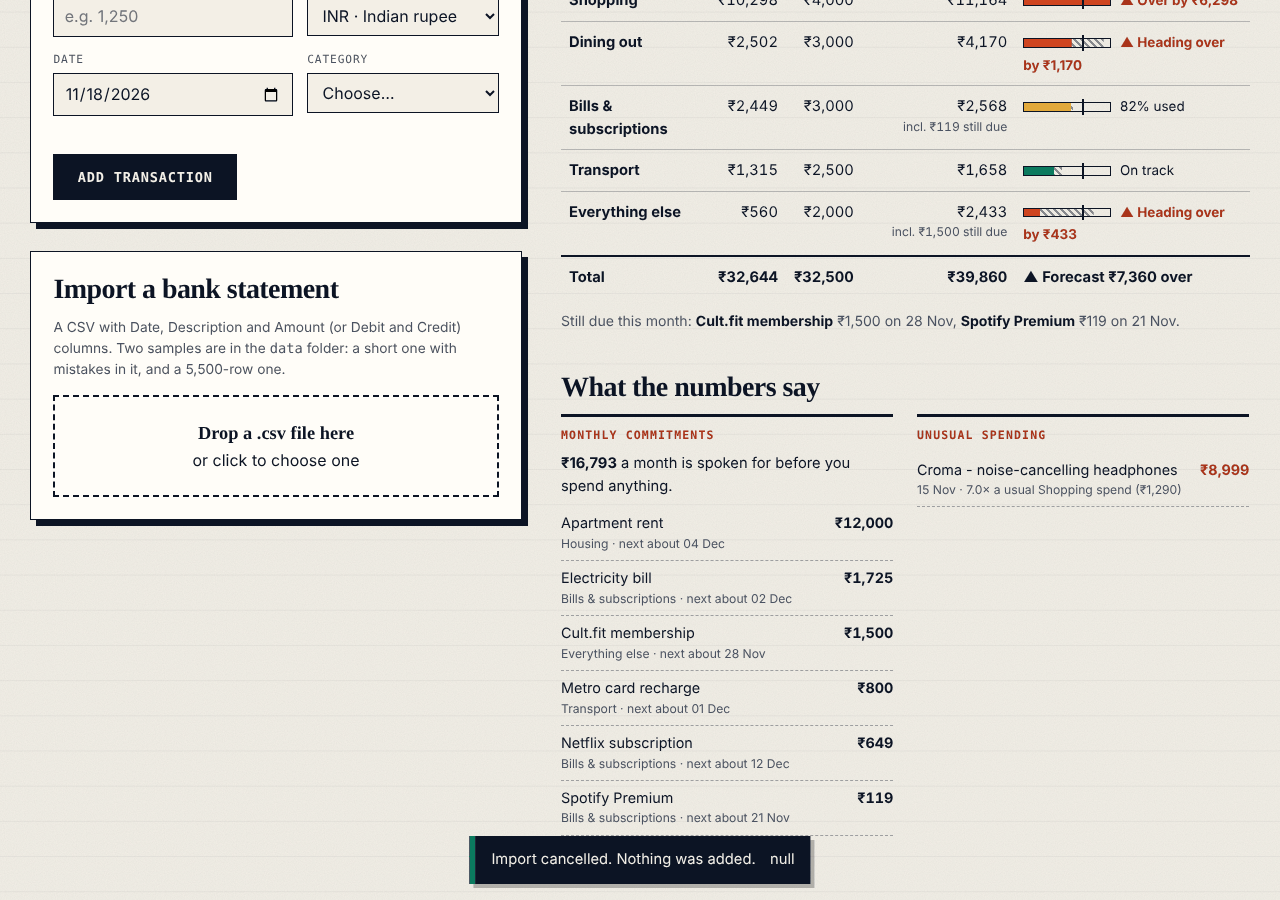 e.g. 1,250
INR · Indian rupee
DATE
CATEGORY
11/18/2026
Choose...
ADD TRANSACTION
Import a bank statement
A CSV with Date, Description and Amount (or Debit and Credit)
columns. Two samples are in the data folder: a short one with
mistakes in it, and a 5,500-row one.
Drop a .csv file here
or click to choose one
Shopping ₹10,298 ₹4,000 ₹11,164 ▲ Over by ₹6,298
Dining out ₹2,502 ₹3,000 ₹4,170 ▲ Heading over
by ₹1,170
Bills & ₹2,449 ₹3,000 ₹2,568 82% used
subscriptions incl. ₹119 still due
Transport ₹1,315 ₹2,500 ₹1,658 On track
Everything else ₹560 ₹2,000 ₹2,433 ▲ Heading over
incl. ₹1,500 still due by ₹433
Total ₹32,644 ₹32,500 ₹39,860 ▲ Forecast ₹7,360 over
Still due this month: Cult.fit membership ₹1,500 on 28 Nov, Spotify Premium ₹119 on 21 Nov.
What the numbers say
MONTHLY COMMITMENTS
₹16,793 a month is spoken for before you
spend anything.
Apartment rent ₹12,000
Housing · next about 04 Dec
Electricity bill ₹1,725
Bills & subscriptions · next about 02 Dec
Cult.fit membership ₹1,500
Everything else · next about 28 Nov
Metro card recharge ₹800
Transport · next about 01 Dec
Netflix subscription ₹649
Bills & subscriptions · next about 12 Dec
Spotify Premium ₹119
Bills & subscriptions · next about 21 Nov
UNUSUAL SPENDING
Croma - noise-cancelling headphones ₹8,999
15 Nov · 7.0× a usual Shopping spend (₹1,290)
Import cancelled. Nothing was added. null